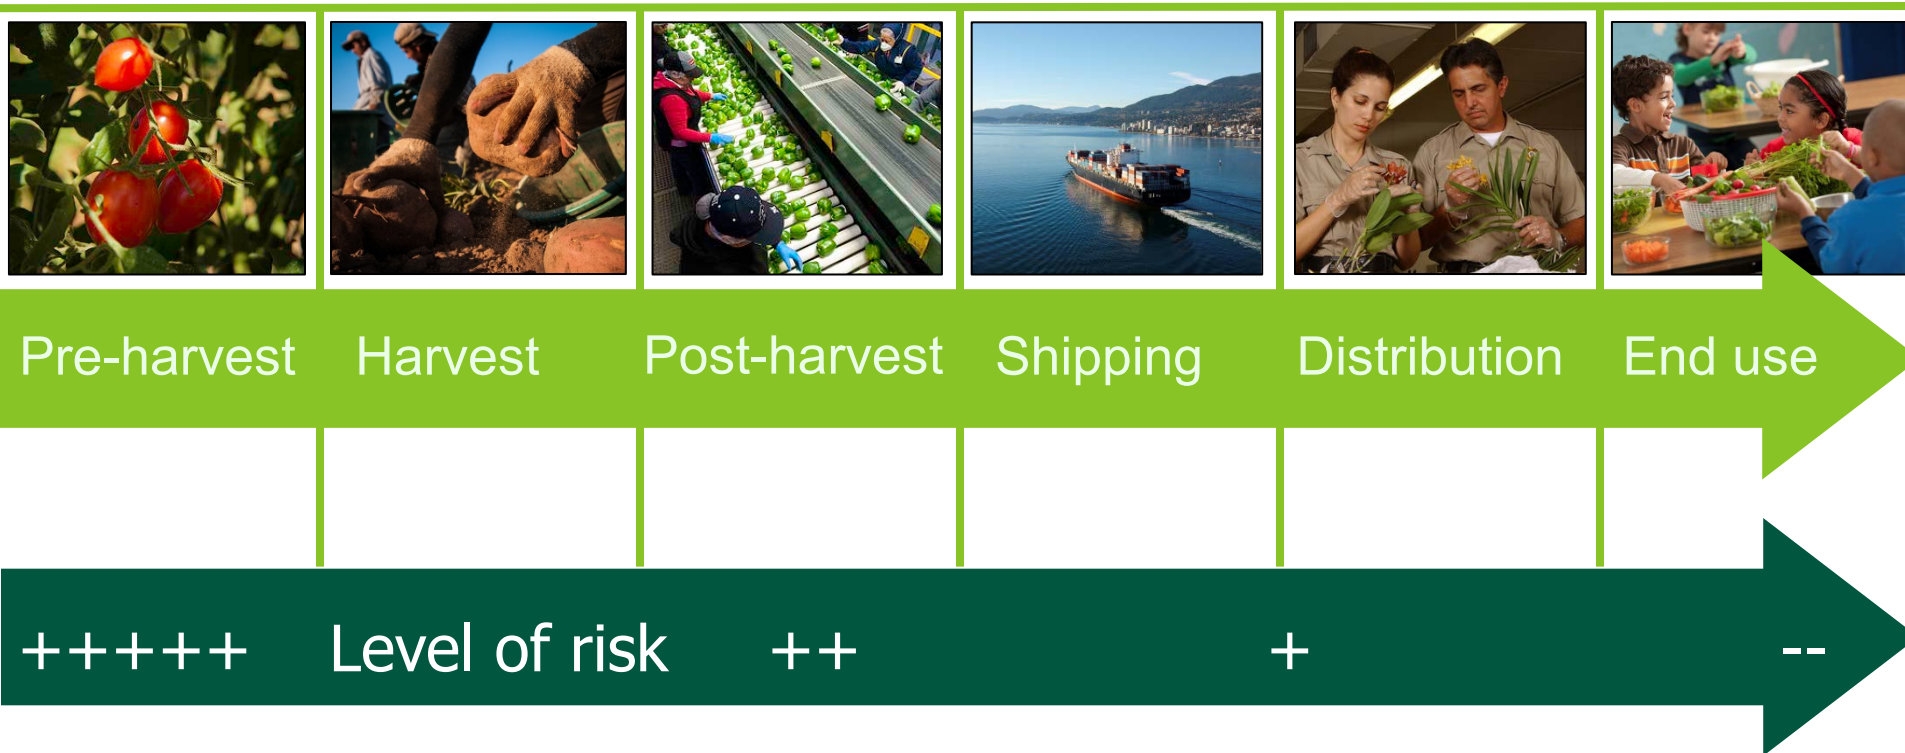 Pre-harvest Harvest Post-harvest Shipping Distribution End use
+++++ Level of risk ++ + --